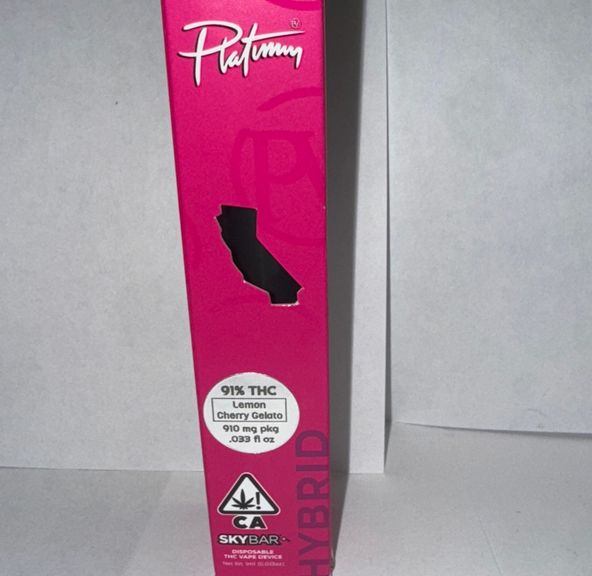 Platinum
PV
91% THC
Lemon
Cherry Gelato
910 mg pkg
.033 fl oz
CA
SKYBAR
DISPOSABLE
THC VAPE DEVICE
HYBRID